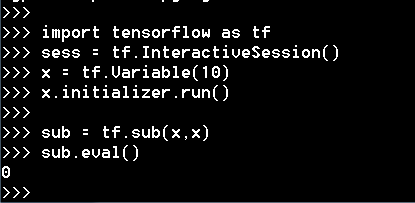 >>>
>>> import tensorflow as tf
>>> sess = tf.InteractiveSession()
>>> x = tf.Variable(10)
>>> x.initializer.run()
>>>
>>> sub = tf.sub(x,x)
>>> sub.eval()
0
>>>